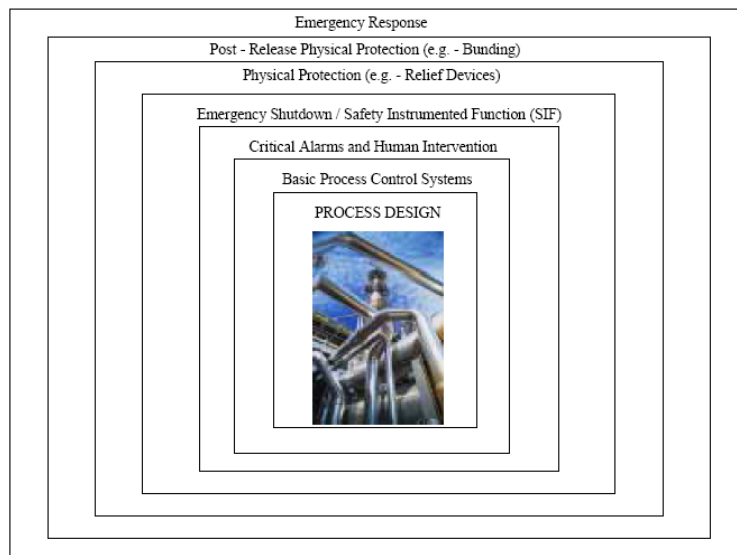 Emergency Response
Post - Release Physical Protection (e.g. - Bunding)
Physical Protection (e.g. - Relief Devices)
Emergency Shutdown / Safety Instrumented Function (SIF)
Critical Alarms and Human Intervention
Basic Process Control Systems
PROCESS DESIGN